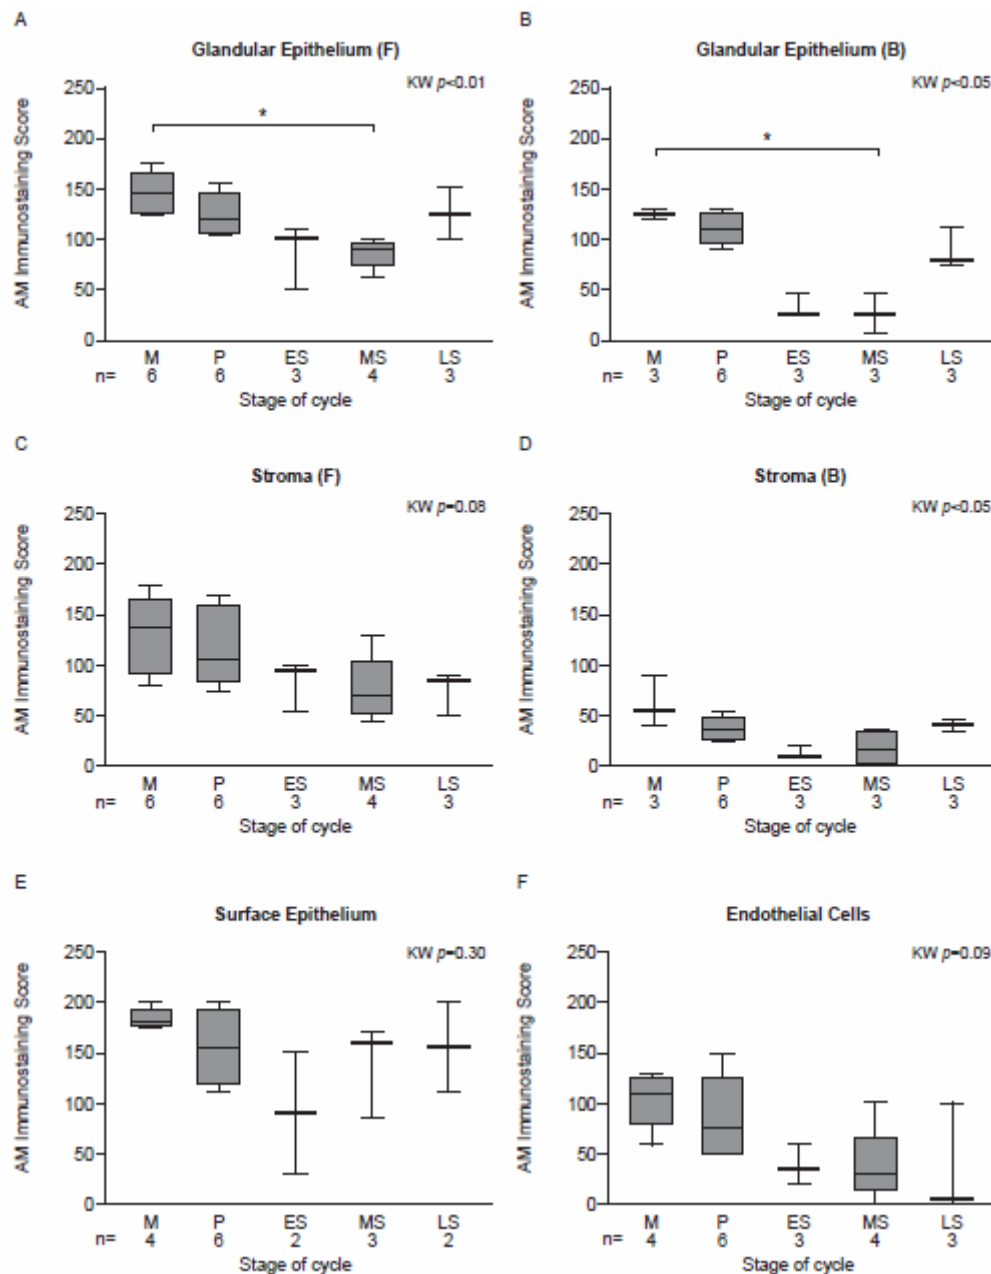 A
Glandular Epithelium (F)
KW p<0.01
AM Immunostaining Score
250
200
150
100
50
0
*
M P ES MS LS
n= 6 6 3 4 3
Stage of cycle
B
Glandular Epithelium (B)
KW p<0.05
AM Immunostaining Score
250
200
150
100
50
0
*
M P ES MS LS
n= 3 6 3 3 3
Stage of cycle
C
Stroma (F)
KW p=0.08
AM Immunostaining Score
250
200
150
100
50
0
M P ES MS LS
n= 6 6 3 4 3
Stage of cycle
D
Stroma (B)
KW p<0.05
AM Immunostaining Score
250
200
150
100
50
0
M P ES MS LS
n= 3 6 3 3 3
Stage of cycle
E
Surface Epithelium
KW p=0.30
AM Immunostaining Score
250
200
150
100
50
0
M P ES MS LS
n= 4 6 2 3 2
Stage of cycle
F
Endothelial Cells
KW p=0.09
AM Immunostaining Score
250
200
150
100
50
0
M P ES MS LS
n= 4 6 3 4 2
Stage of cycle